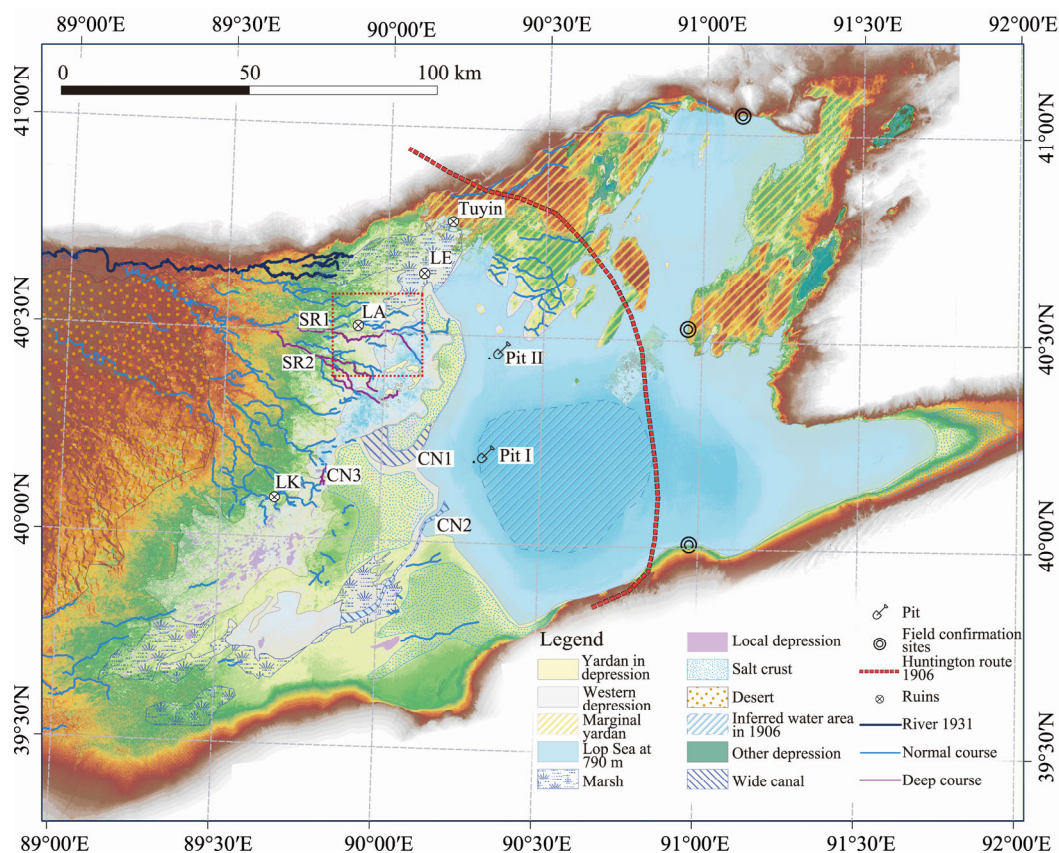 89°00′E 89°30′E 90°00′E 90°30′E 91°00′E 91°30′E 92°00′E
0 50 100 km
41°00′N
41°00′N
Tuyin
LE
40°30′N
SR1
LA
40°30′N
SR2
Pit II
CN1
Pit I
CN3
LK
40°00′N
CN2
40°00′N
39°30′N
39°30′N
Legend
Yardan in
depression
Western
depression
Marginal
yardan
Lop Sea at
790 m
Marsh
Local depression
Salt crust
Desert
Inferred water area
in 1906
Other depression
Wide canal
Pit
Field confirmation
sites
Huntington route
1906
Ruins
River 1931
Normal course
Deep course
89°00′E 89°30′E 90°00′E 90°30′E 91°00′E 91°30′E 92°00′E